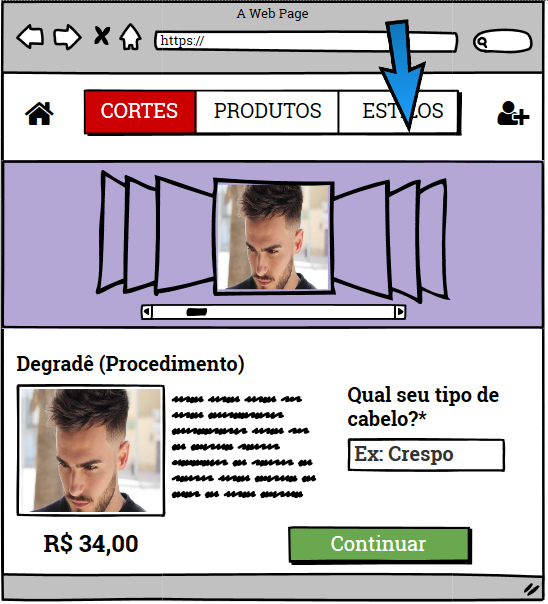 A Web Page
https://
CORTES PRODUTOS ESTILOS
Degradê (Procedimento)
Qual seu tipo de
cabelo?*
Ex: Crespo
R$ 34,00
Continuar